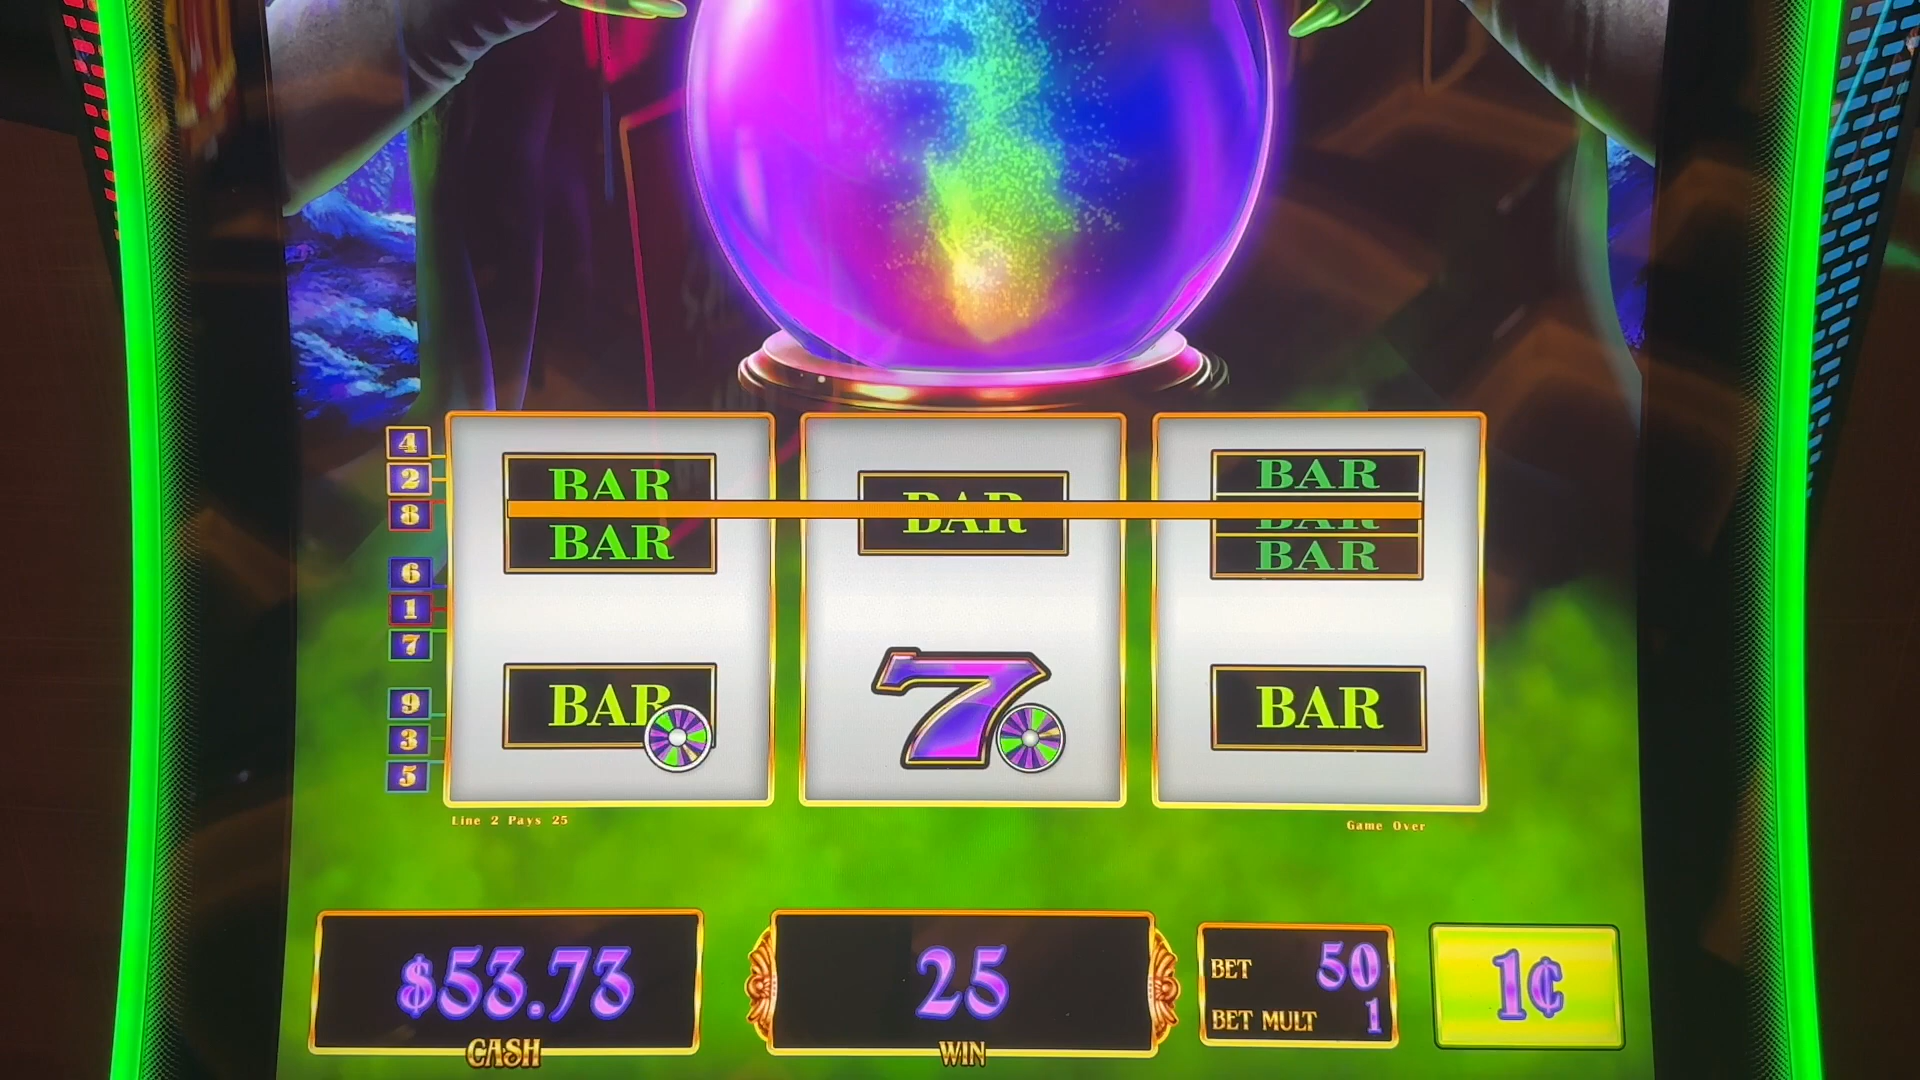 4
2
8
6
1
7
9
3
5
BAR
BAR
BAR
BAR
BAR
BAR
BAR
7
BAR
Line 2 Pays 25
Game Over
$53.73
CASH
25
WIN
BET 50
BET MULT 1
1¢